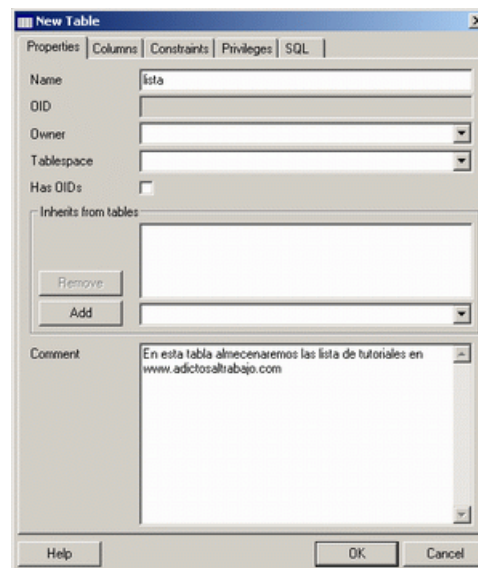 New Table
Properties Columns Constraints Privileges SQL
Name lista
OID
Owner
Tablespace
Has OIDs
Inherits from tables
Remove
Add
Comment En esta tabla almecenaremos las lista de tutoriales en
www.adictosaltrabajo.com
Help OK Cancel